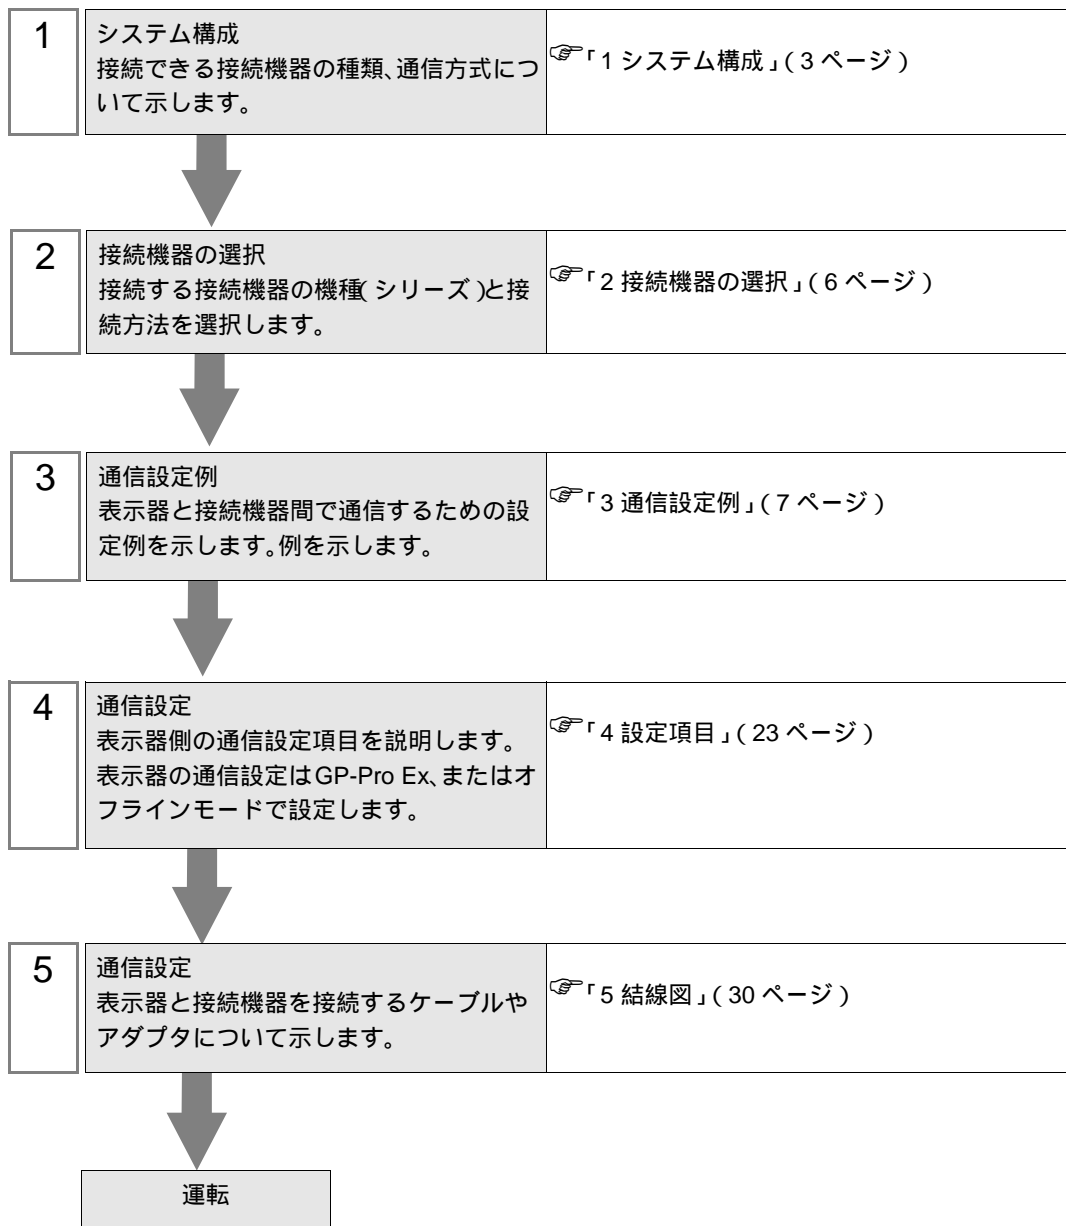 1
システム構成
接続できる接続機器の種類、通信方式につ
いて示します。
☞「1 システム構成」(3 ページ)
2
接続機器の選択
接続する接続機器の機種(シリーズ)と接
続方法を選択します。
☞「2 接続機器の選択」(6 ページ)
3
通信設定例
表示器と接続機器間で通信するための設
定例を示します。例を示します。
☞「3 通信設定例」(7 ページ)
4
通信設定
表示器側の通信設定項目を説明します。
表示器の通信設定はGP-Pro Ex、またはオ
フラインモードで設定します。
☞「4 設定項目」(23 ページ)
5
通信設定
表示器と接続機器を接続するケーブルや
アダプタについて示します。
☞「5 結線図」(30 ページ)
運転